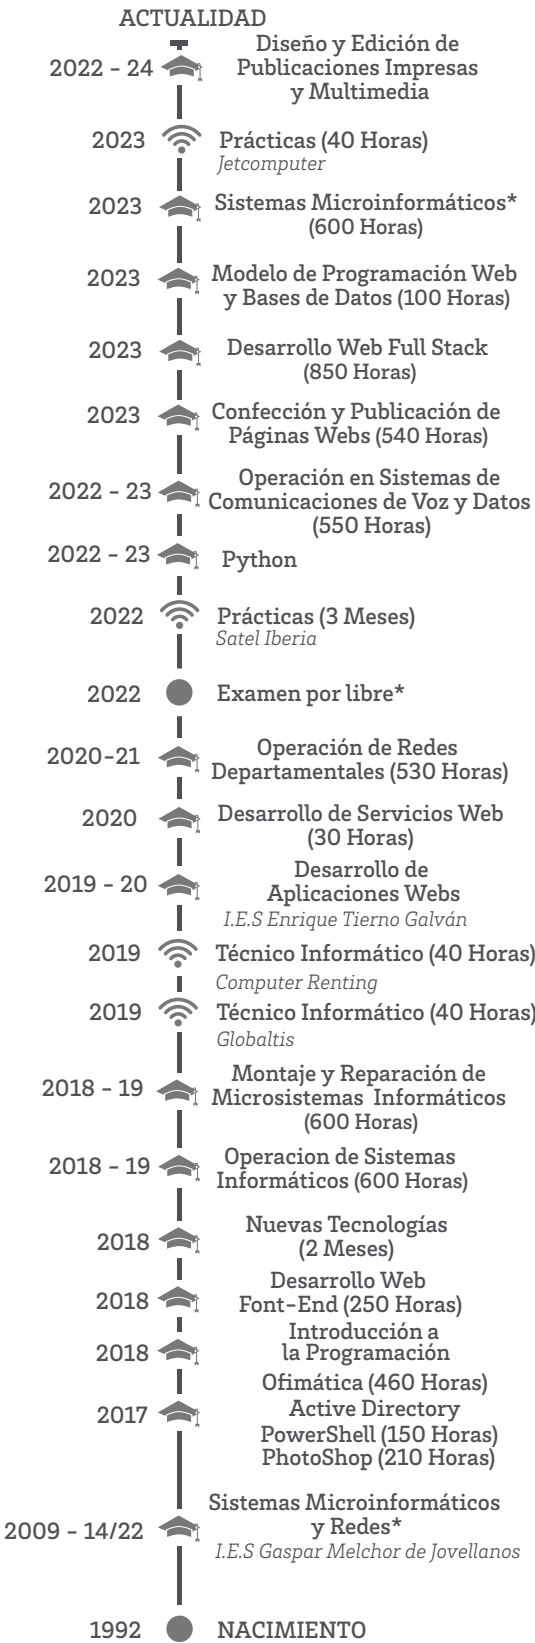 ACTUALIDAD
2022 - 24
Diseño y Edición de
Publicaciones Impresas
y Multimedia
2023
Prácticas (40 Horas)
Jetcomputer
2023
Sistemas Microinformáticos*
(600 Horas)
2023
Modelo de Programación Web
y Bases de Datos (100 Horas)
2023
Desarrollo Web Full Stack
(850 Horas)
2023
Confección y Publicación de
Páginas Webs (540 Horas)
2022 - 23
Operación en Sistemas de
Comunicaciones de Voz y Datos
(550 Horas)
2022 - 23
Python
2022
Prácticas (3 Meses)
Satel Iberia
2022
Examen por libre*
2020-21
Operación de Redes
Departamentales (530 Horas)
2020
Desarrollo de Servicios Web
(30 Horas)
2019 - 20
Desarrollo de
Aplicaciones Webs
I.E.S Enrique Tierno Galván
2019
Técnico Informático (40 Horas)
Computer Renting
2019
Técnico Informático (40 Horas)
Globaltis
2018 - 19
Montaje y Reparación de
Microsistemas Informáticos
(600 Horas)
2018 - 19
Operacion de Sistemas
Informáticos (600 Horas)
2018
Nuevas Tecnologías
(2 Meses)
2018
Desarrollo Web
Font-End (250 Horas)
2018
Introducción a
la Programación
2017
Ofimática (460 Horas)
Active Directory
PowerShell (150 Horas)
PhotoShop (210 Horas)
2009 - 14/22
Sistemas Microinformáticos
y Redes*
I.E.S Gaspar Melchor de Jovellanos
1992
NACIMIENTO